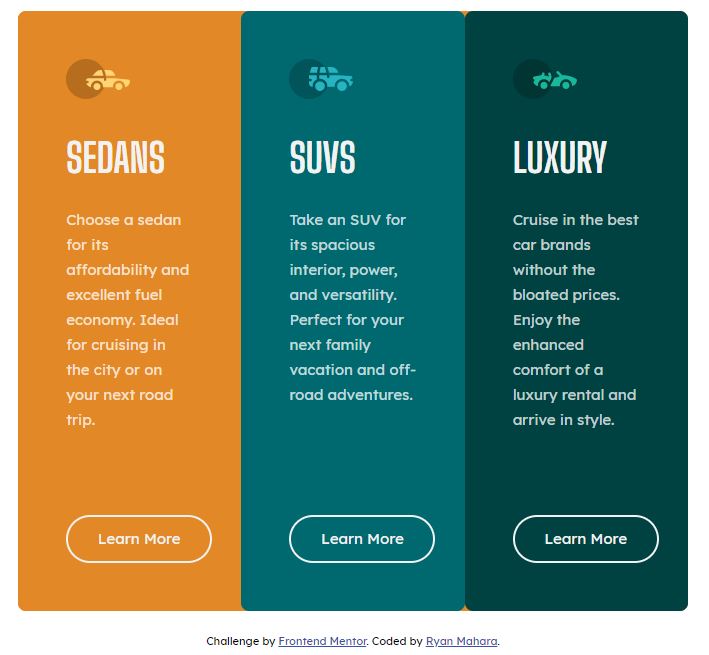 SEDANS
Choose a sedan
for its
affordability and
excellent fuel
economy. Ideal
for cruising in
the city or on
your next road
trip.
Learn More
SUVS
Take an SUV for
its spacious
interior, power,
and versatility.
Perfect for your
next family
vacation and off-
road adventures.
Learn More
LUXURY
Cruise in the best
car brands
without the
bloated prices.
Enjoy the
enhanced
comfort of a
luxury rental and
arrive in style.
Learn More
Challenge by Frontend Mentor. Coded by Ryan Mahara.